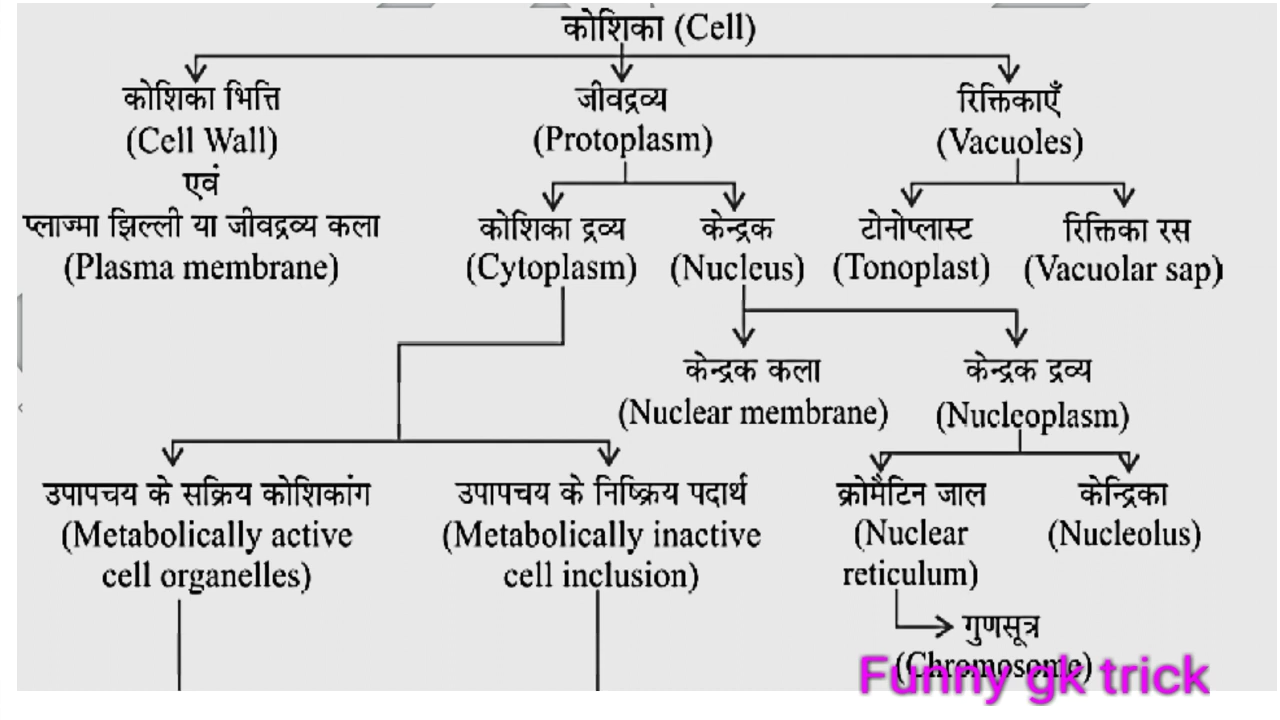 कोशिका (Cell)
कोशिका भित्ति
(Cell Wall)
एवं
प्लाज्मा झिल्ली या जीवद्रव्य कला
(Plasma membrane)
जीवद्रव्य
(Protoplasm)
रिक्तिकाएँ
(Vacuoles)
कोशिका द्रव्य
(Cytoplasm)
केन्द्रक
(Nucleus)
टोनोप्लास्ट
(Tonoplast)
रिक्तिका रस
(Vacuolar sap)
केन्द्रक कला
(Nuclear membrane)
केन्द्रक द्रव्य
(Nucleoplasm)
उपापचय के सक्रिय कोशिकांग
(Metabolically active
cell organelles)
उपापचय के निष्क्रिय पदार्थ
(Metabolically inactive
cell inclusion)
क्रोमैटिन जाल
(Nuclear
reticulum)
केन्द्रिका
(Nucleolus)
गुणसूत्र
(Chromosome)
Funny gk trick